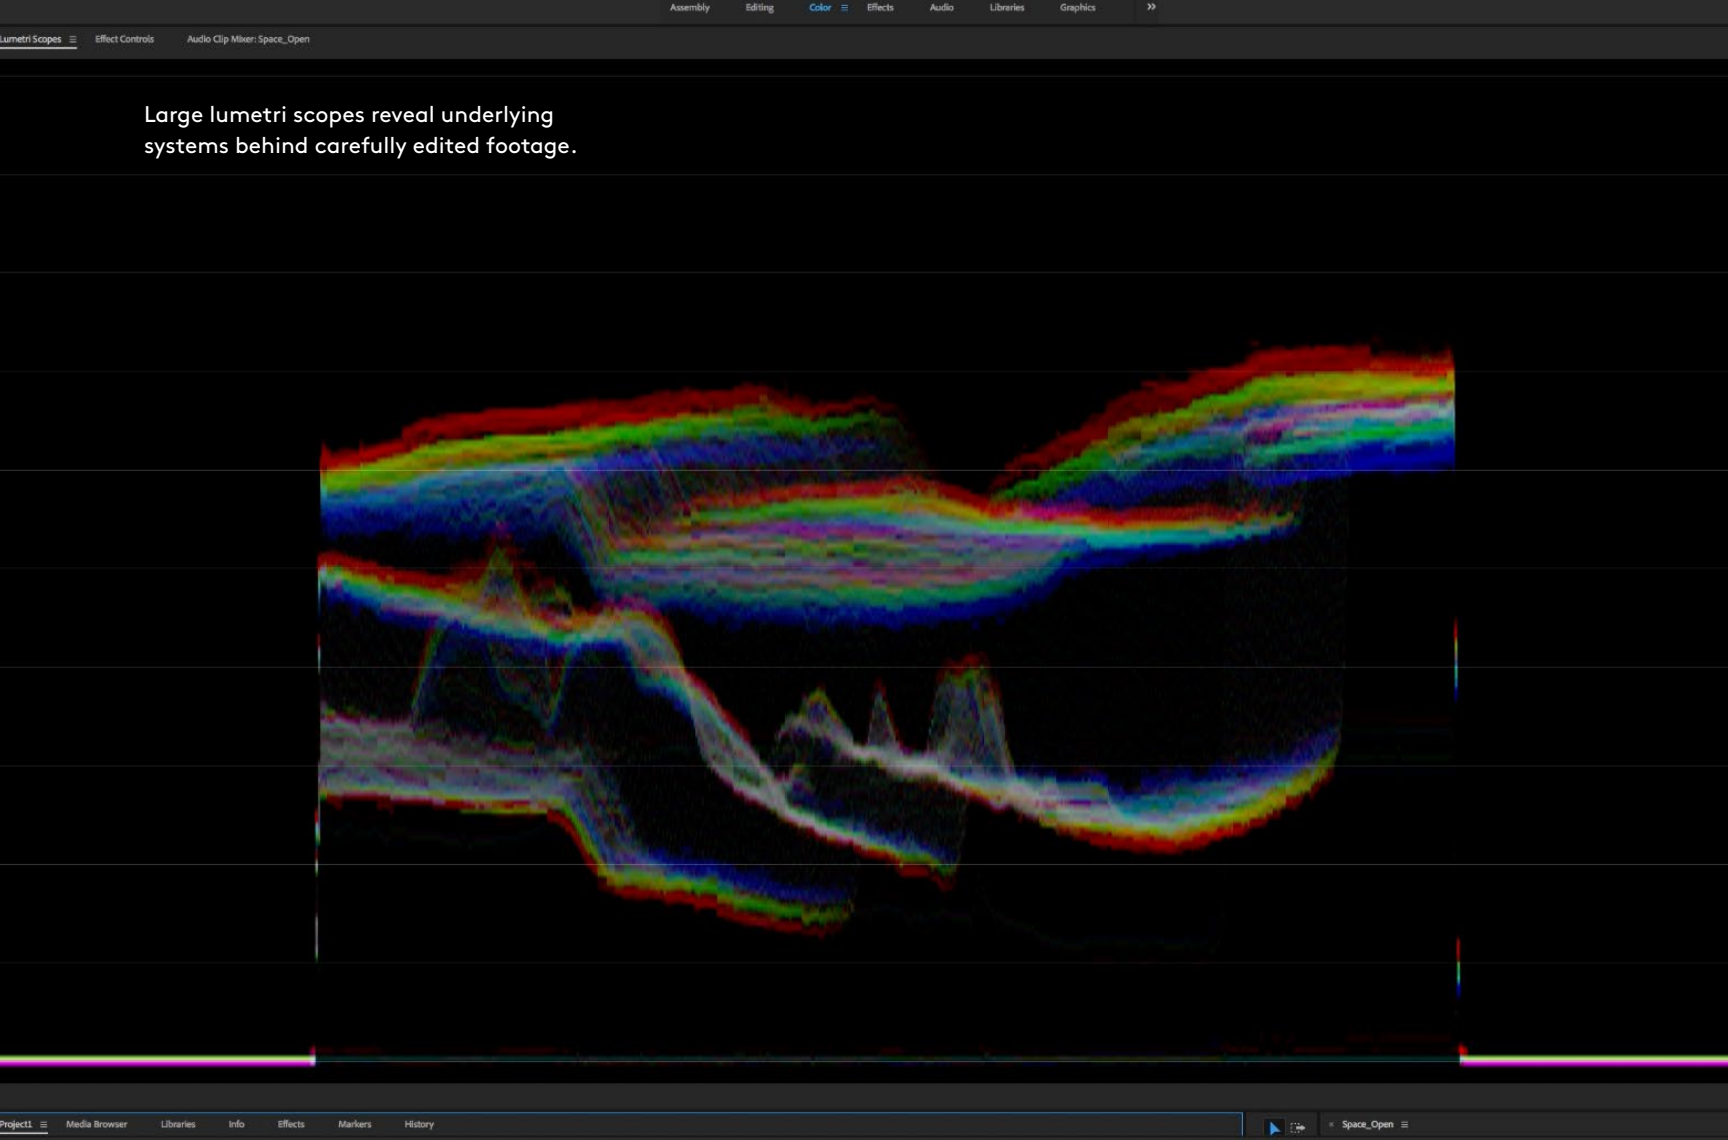 Assembly Editing Color Effects Audio Libraries Graphics
Lumetri Scopes Effect Controls Audio Clip Mixer: Space_Open
Large lumetri scopes reveal underlying
systems behind carefully edited footage.
Project1 Media Browser Libraries Info Effects Markers History
Space_Open